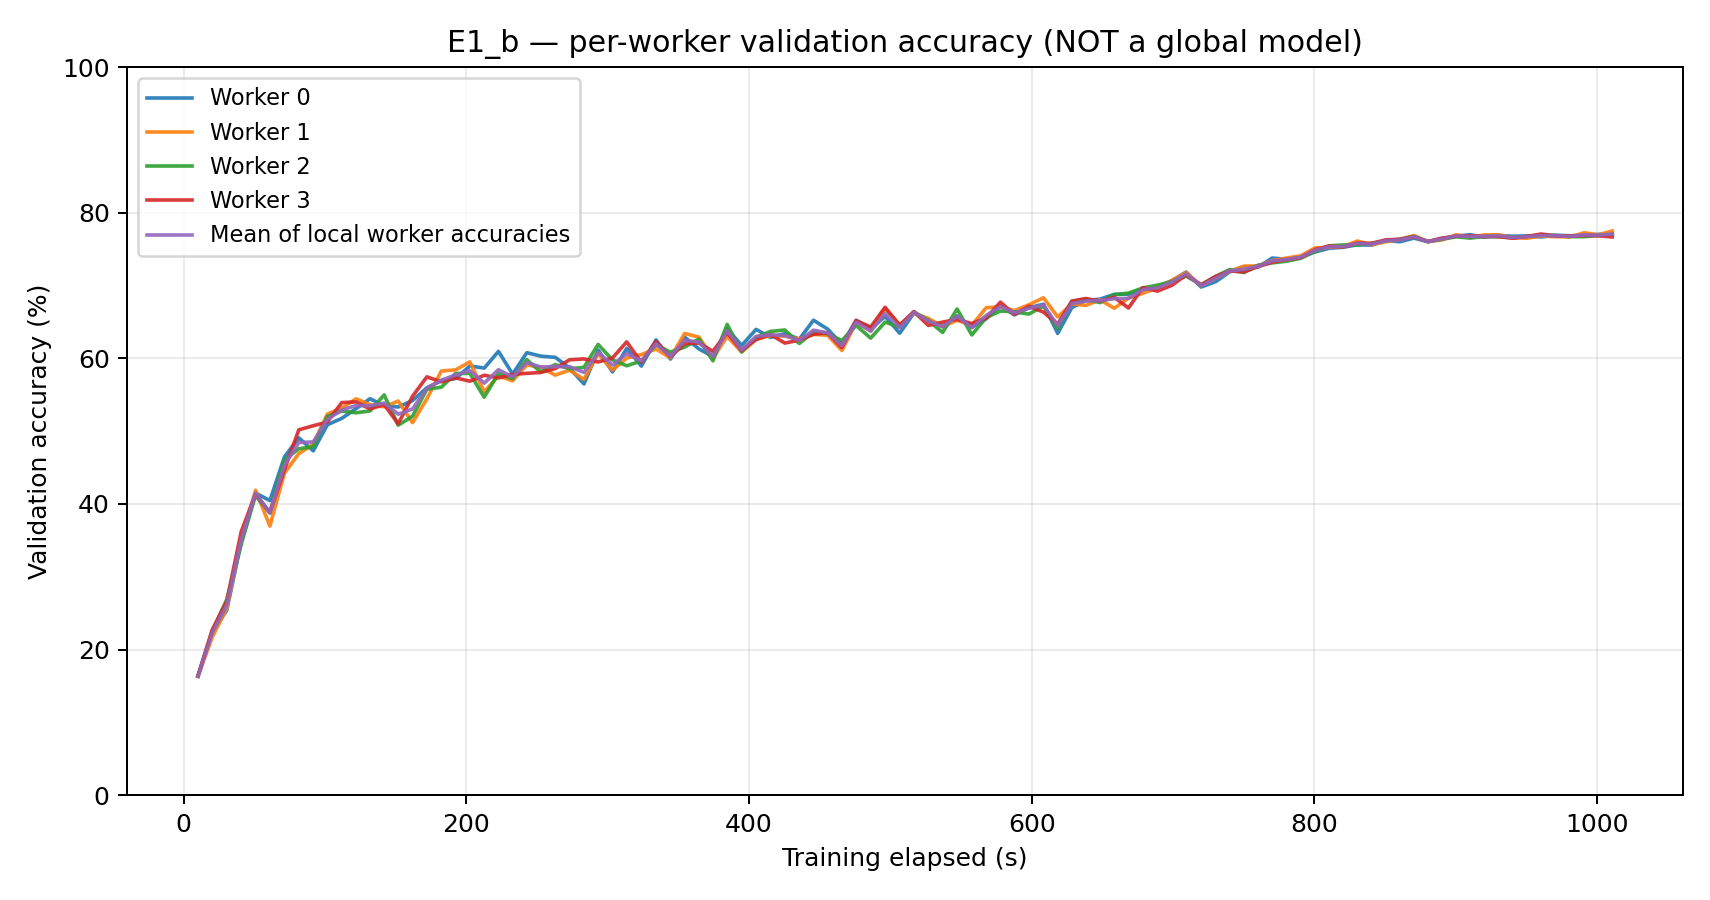 E1_b — per-worker validation accuracy (NOT a global model)
100
80
60
40
20
0
Validation accuracy (%)
Worker 0
Worker 1
Worker 2
Worker 3
Mean of local worker accuracies
0 200 400 600 800 1000
Training elapsed (s)